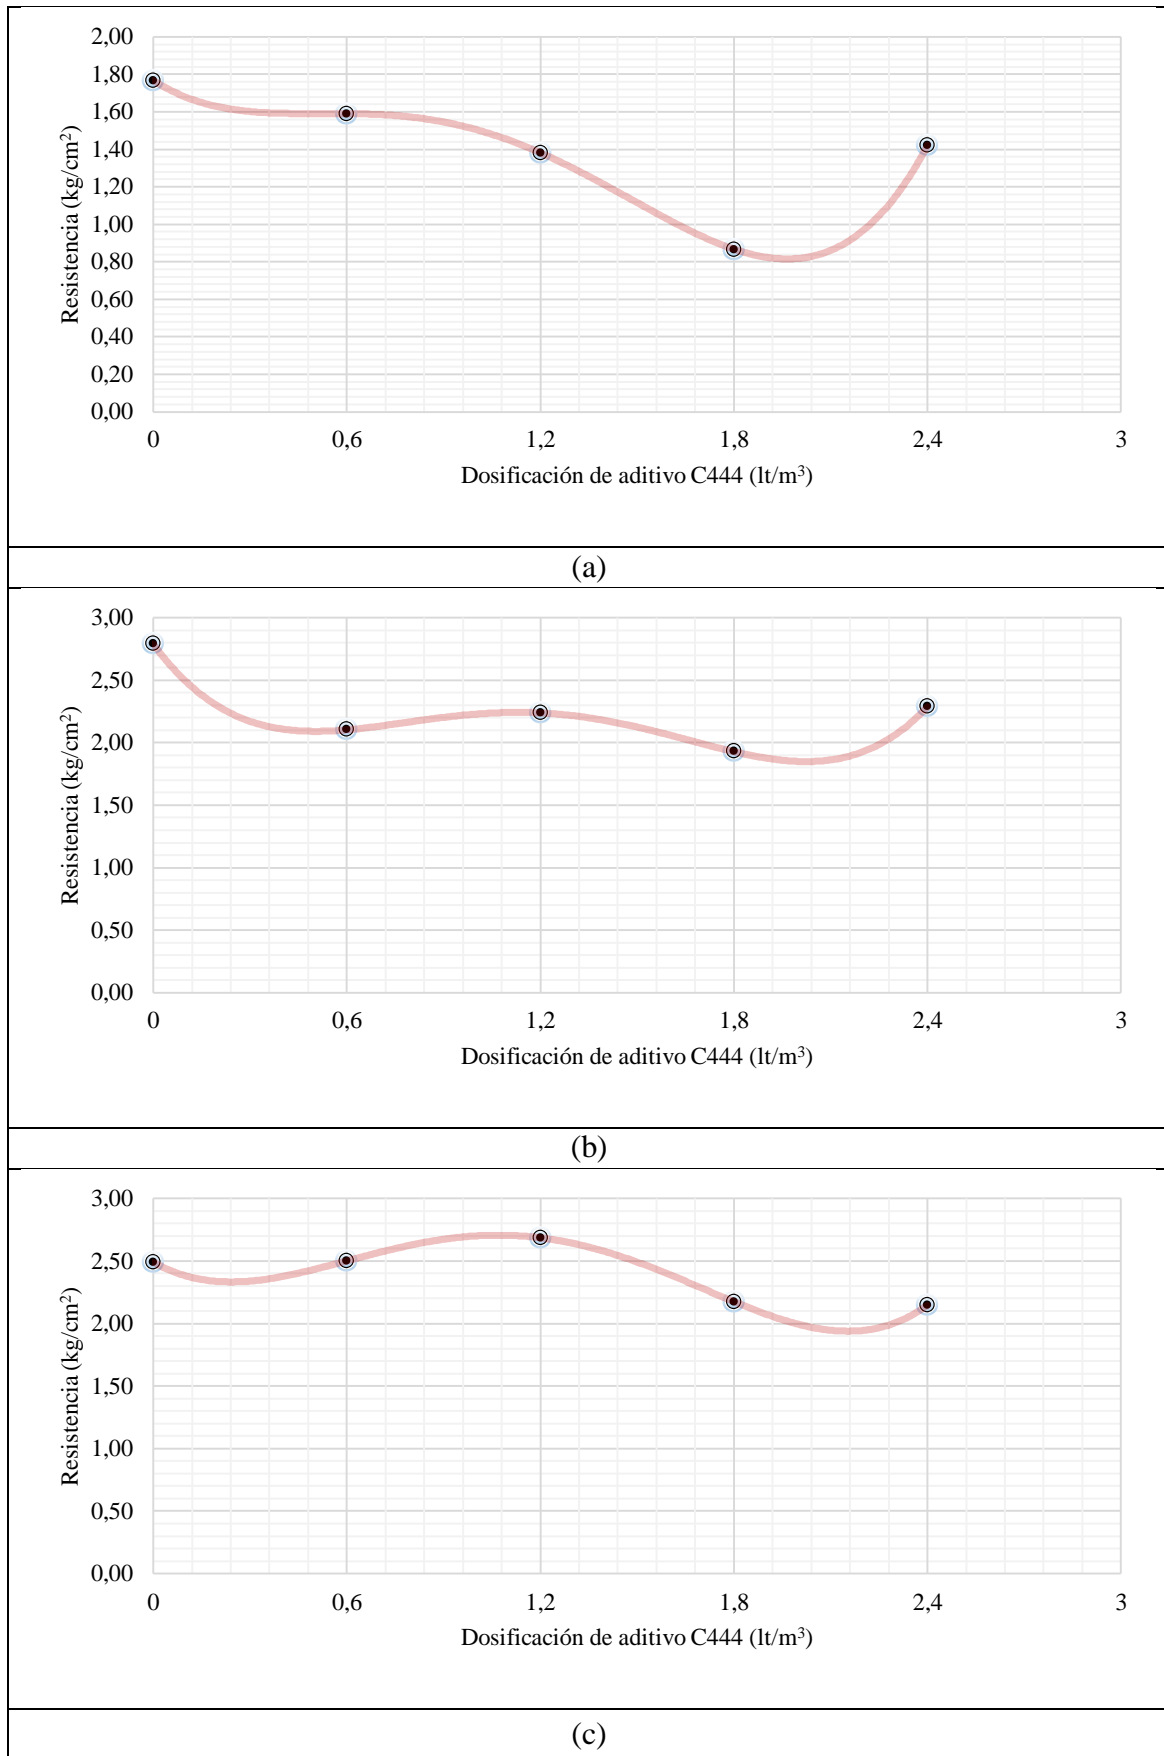 2,00
1,80
1,60
1,40
1,20
1,00
0,80
0,60
0,40
0,20
0,00
Resistencia (kg/cm²)
0 0,6 1,2 1,8 2,4 3
Dosificación de aditivo C444 (lt/m³)
(a)
3,00
2,50
2,00
1,50
1,00
0,50
0,00
Resistencia (kg/cm²)
0 0,6 1,2 1,8 2,4 3
Dosificación de aditivo C444 (lt/m³)
(b)
3,00
2,50
2,00
1,50
1,00
0,50
0,00
Resistencia (kg/cm²)
0 0,6 1,2 1,8 2,4 3
Dosificación de aditivo C444 (lt/m³)
(c)